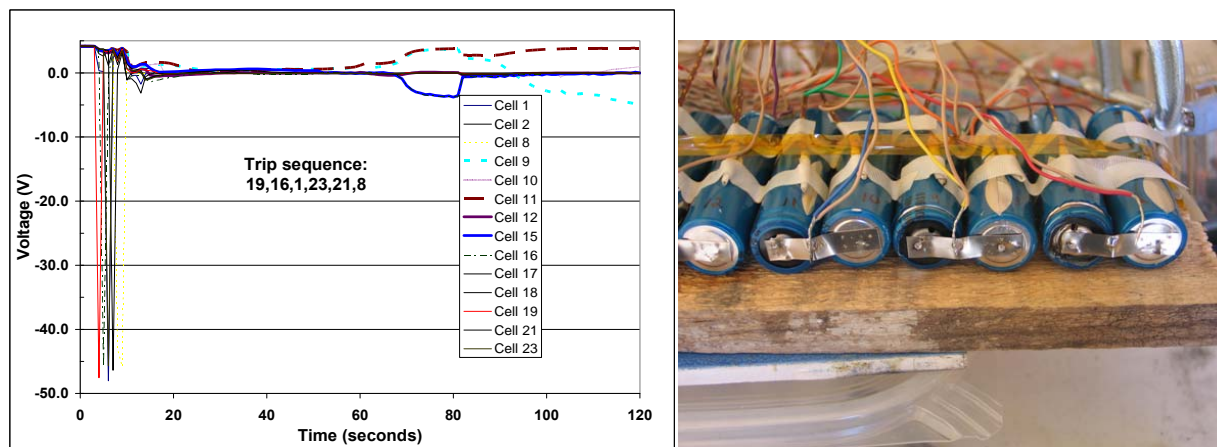 0.0
-10.0
-20.0
-30.0
-40.0
-50.0
0
20
40
60
80
100
120
Voltage (V)
Time (seconds)
Trip sequence:
19,16,1,23,21,8
Cell 1
Cell 2
Cell 8
Cell 9
Cell 10
Cell 11
Cell 12
Cell 15
Cell 16
Cell 17
Cell 18
Cell 19
Cell 21
Cell 23